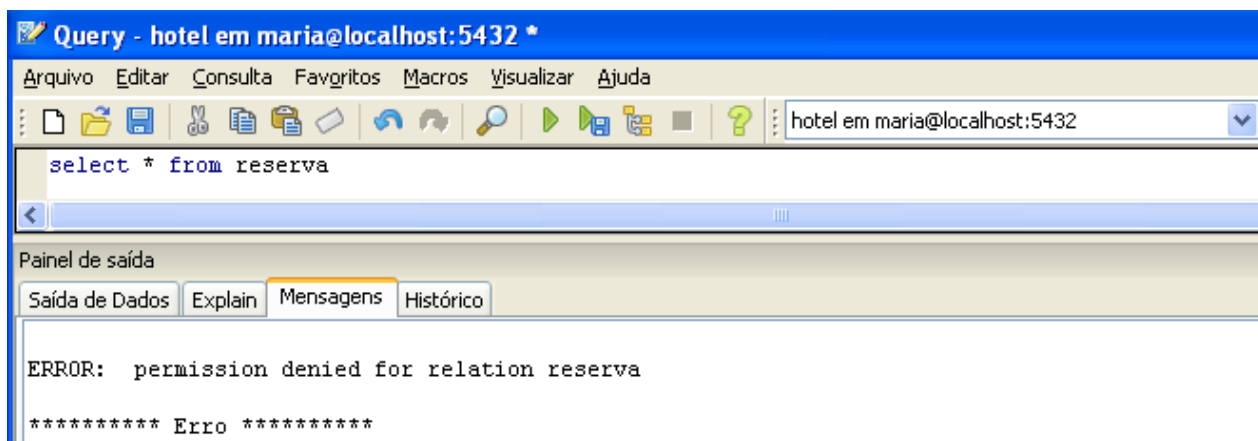 Query - hotel em maria@localhost:5432 *
Arquivo Editar Consulta Favoritos Macros Visualizar Ajuda
hotel em maria@localhost:5432
select * from reserva
Painel de saída
Saída de Dados Explain Mensagens Histórico
ERROR:  permission denied for relation reserva
********** Erro **********